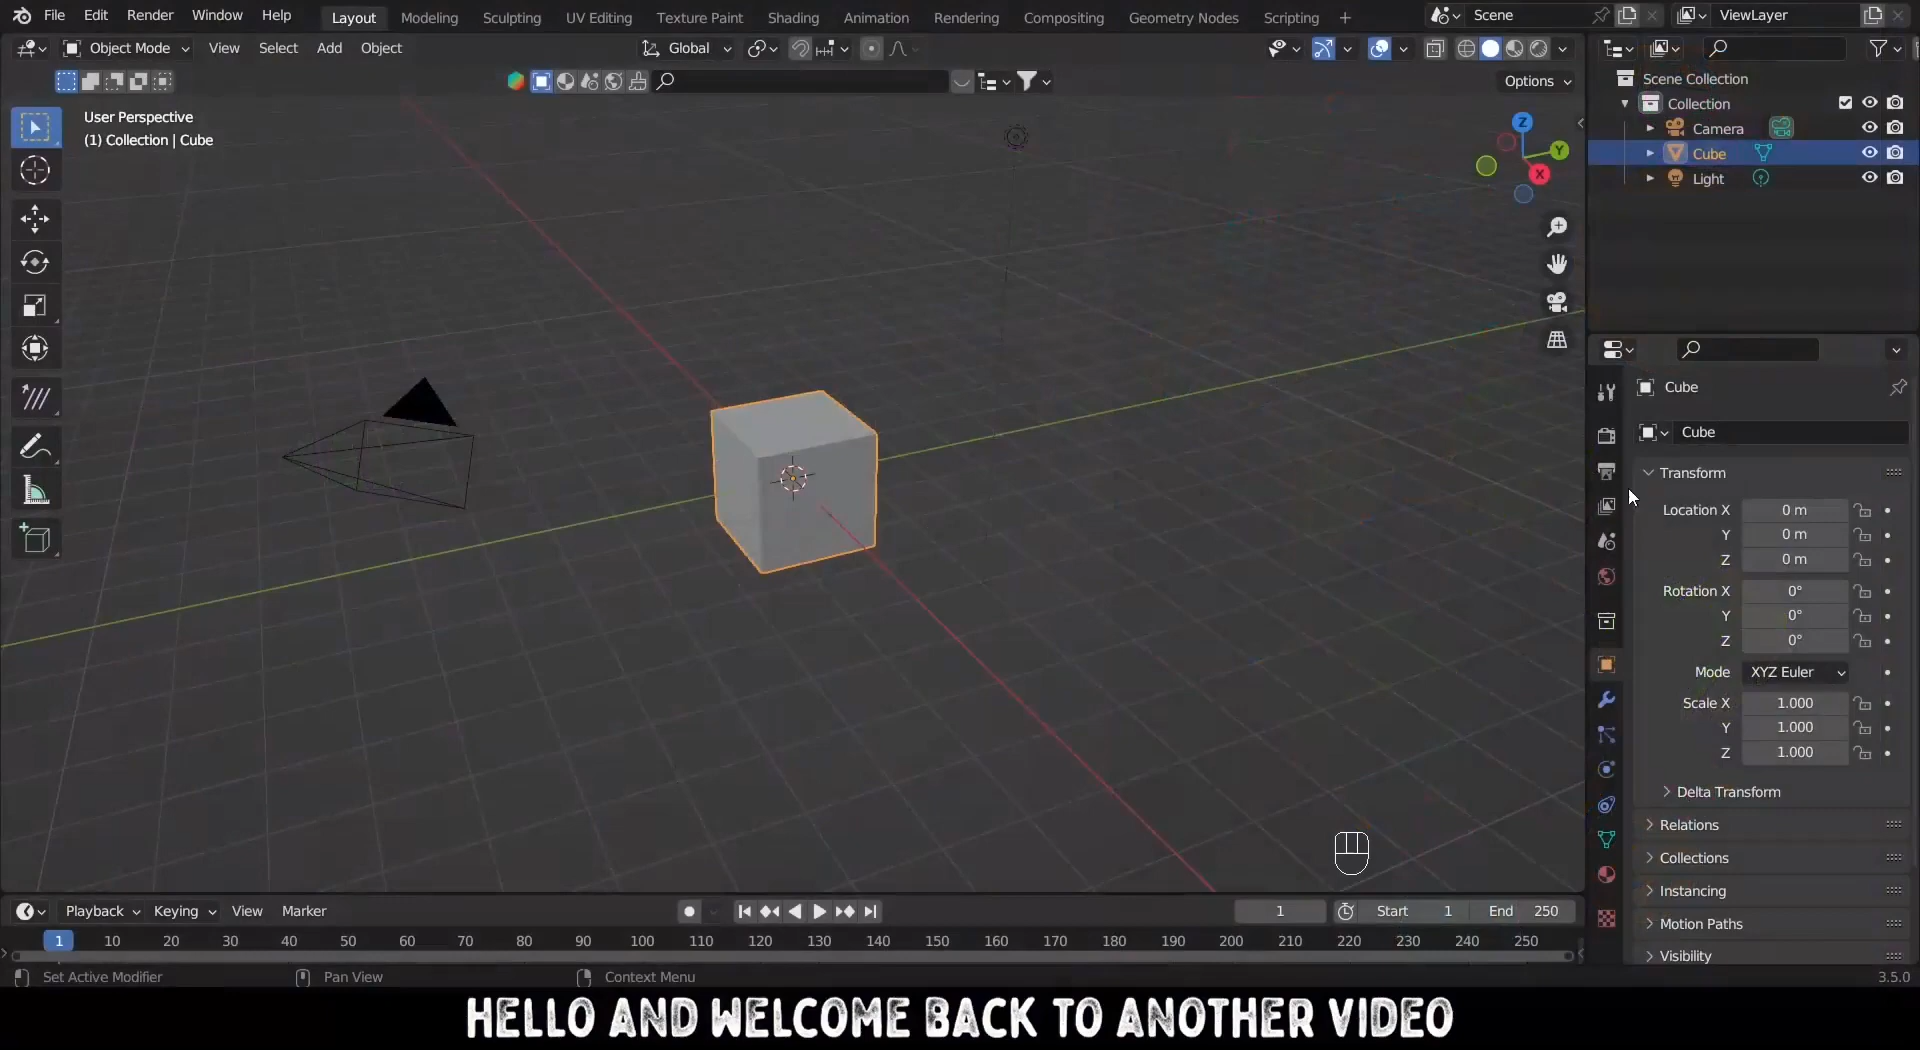 File Edit Render Window Help Layout Modeling Sculpting UV Editing Texture Paint Shading Animation Rendering Compositing Geometry Nodes Scripting + Scene ViewLayer
Object Mode View Select Add Object Global
Options
User Perspective
(1) Collection | Cube
Z
Y
X
Scene Collection
Collection
Camera
Cube
Light
Cube
Cube
Transform
Location X 0 m
Y 0 m
Z 0 m
Rotation X 0°
Y 0°
Z 0°
Mode XYZ Euler
Scale X 1.000
Y 1.000
Z 1.000
Delta Transform
Relations
Collections
Instancing
Motion Paths
Visibility
Playback Keying View Marker 1 Start 1 End 250
1 10 20 30 40 50 60 70 80 90 100 110 120 130 140 150 160 170 180 190 200 210 220 230 240 250
Set Active Modifier Pan View Context Menu 3.5.0
HELLO AND WELCOME BACK TO ANOTHER VIDEO